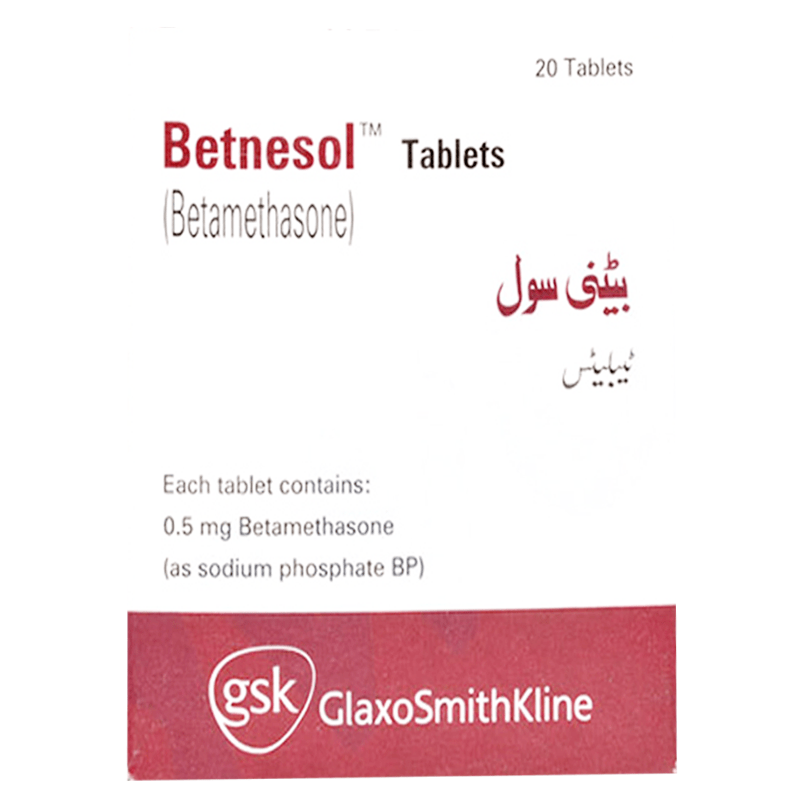 20 Tablets
Betnesol™ Tablets
(Betamethasone)
بیٹنی سول
ٹیبلیٹس
Each tablet contains:
0.5 mg Betamethasone
(as sodium phosphate BP)
gsk GlaxoSmithKline